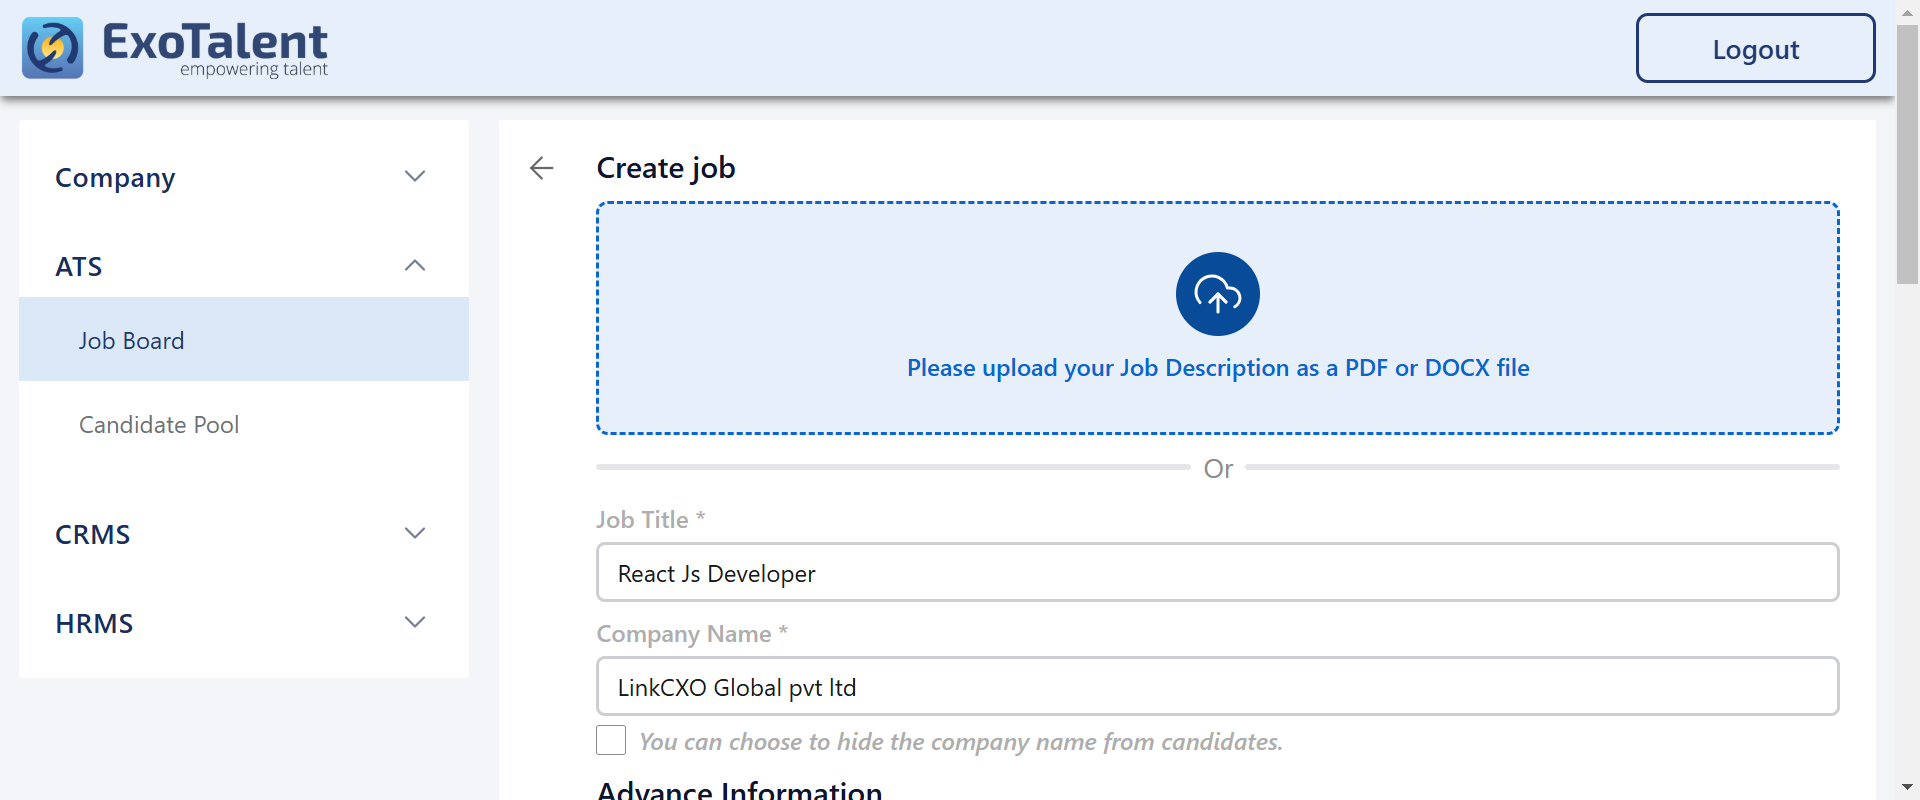 ExoTalent
empowering talent
Logout
Company
ATS
Job Board
Candidate Pool
CRMS
HRMS
Create job
Please upload your Job Description as a PDF or DOCX file
Or
Job Title *
React Js Developer
Company Name *
LinkCXO Global pvt ltd
You can choose to hide the company name from candidates.
Advance Information